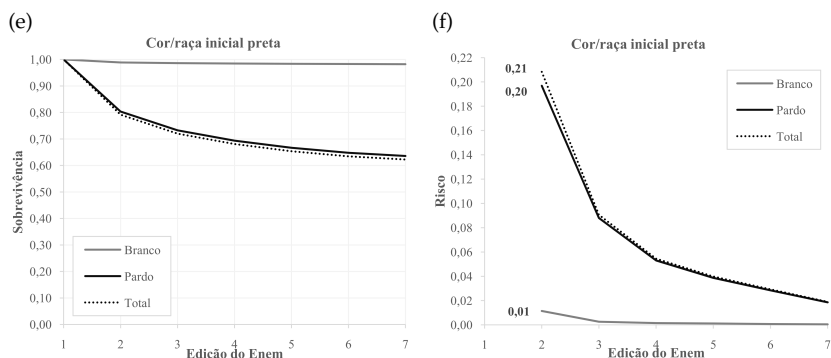 (e)
Cor/raça inicial preta
Sobrevivência
1,00
0,90
0,80
0,70
0,60
0,50
0,40
0,30
0,20
0,10
0,00
Branco
Pardo
Total
1 2 3 4 5 6 7
Edição do Enem
(f)
Cor/raça inicial preta
Risco
0,22
0,20
0,18
0,16
0,14
0,12
0,10
0,08
0,06
0,04
0,02
0,00
0,21
0,20
0,01
Branco
Pardo
Total
1 2 3 4 5 6 7
Edição do Enem